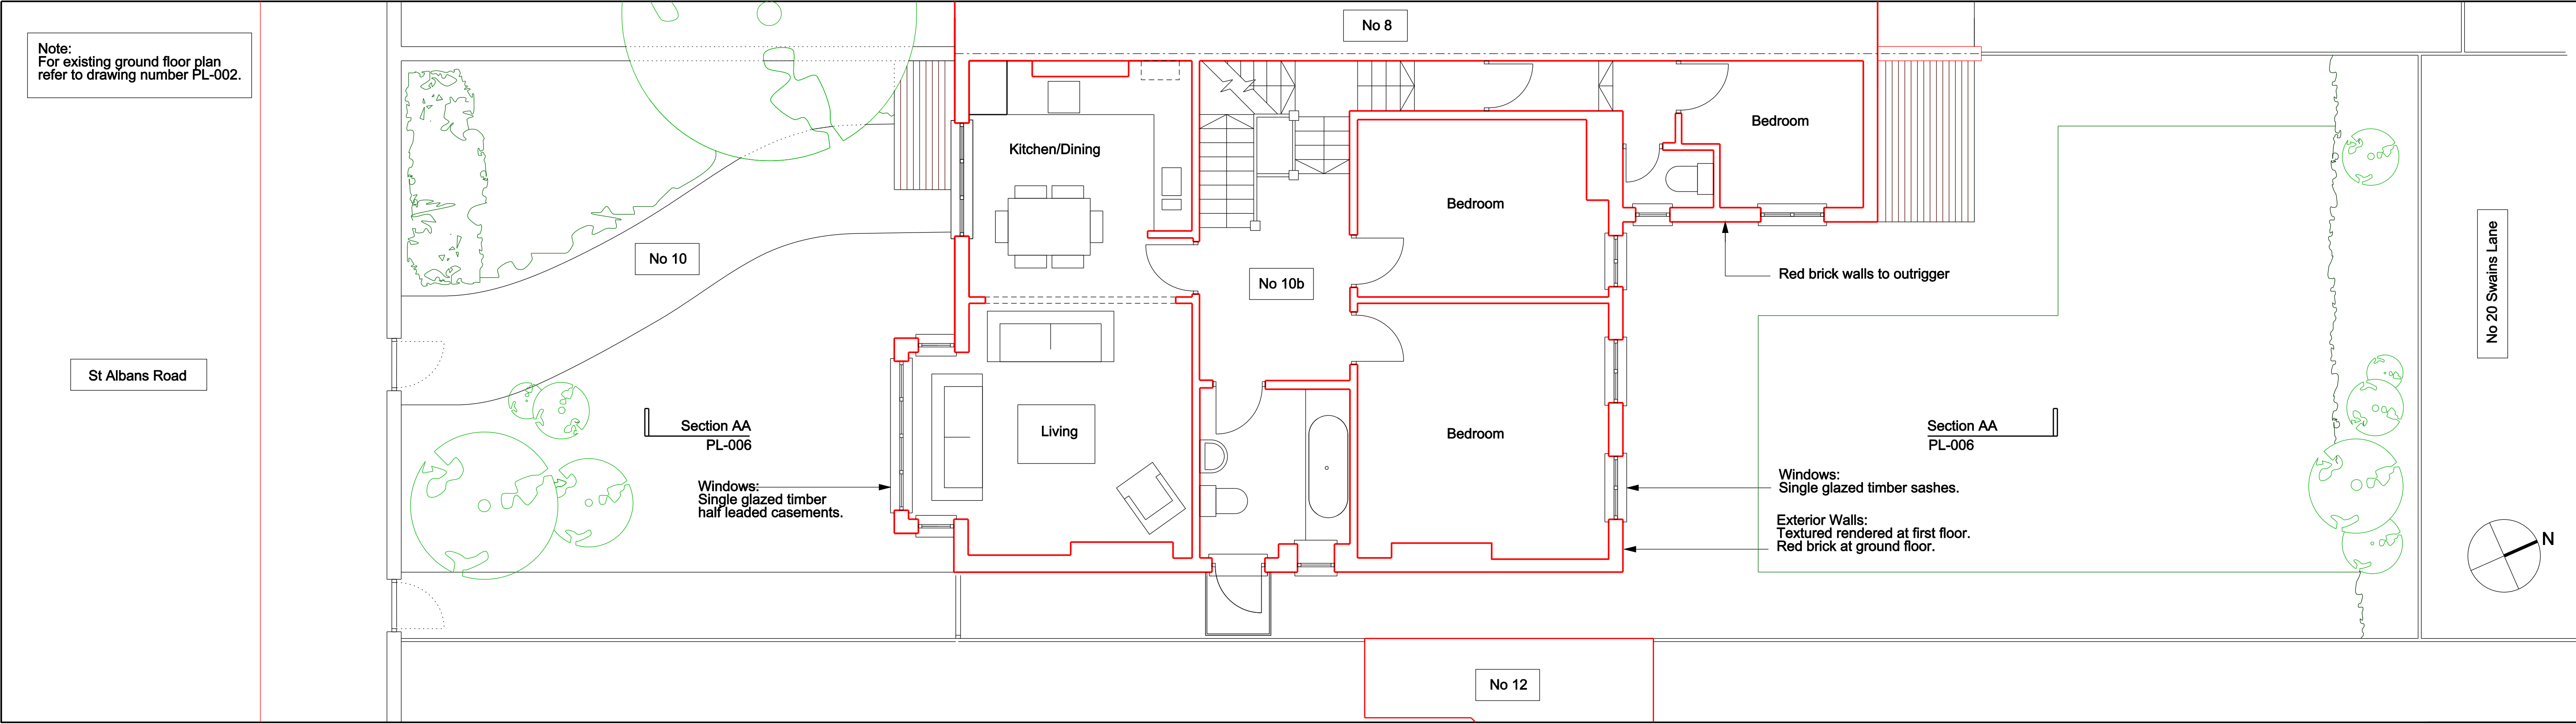 Note:
For existing ground floor plan
refer to drawing number PL-002.
No 8
Kitchen/Dining
Bedroom
Bedroom
No 10
No 10b
Red brick walls to outrigger
No 20 Swains Lane
St Albans Road
Section AA
PL-006
Living
Bedroom
Section AA
PL-006
Windows:
Single glazed timber
half leaded casements.
Windows:
Single glazed timber sashes.
Exterior Walls:
Textured rendered at first floor.
Red brick at ground floor.
N
No 12